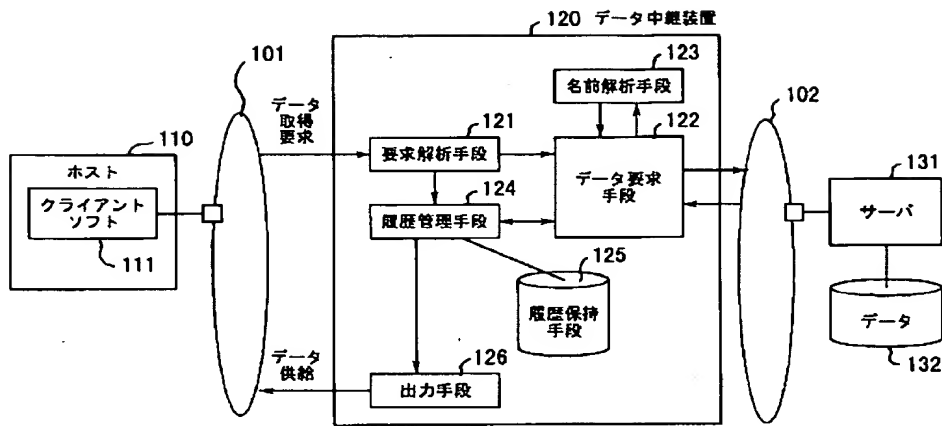 120 データ中継装置
101
データ
取得
要求
123
名前解析手段
102
110
ホスト
クライアント
ソフト
111
121
要求解析手段
122
データ要求
手段
124
履歴管理手段
125
履歴保持
手段
131
サーバ
データ
132
データ
供給
126
出力手段